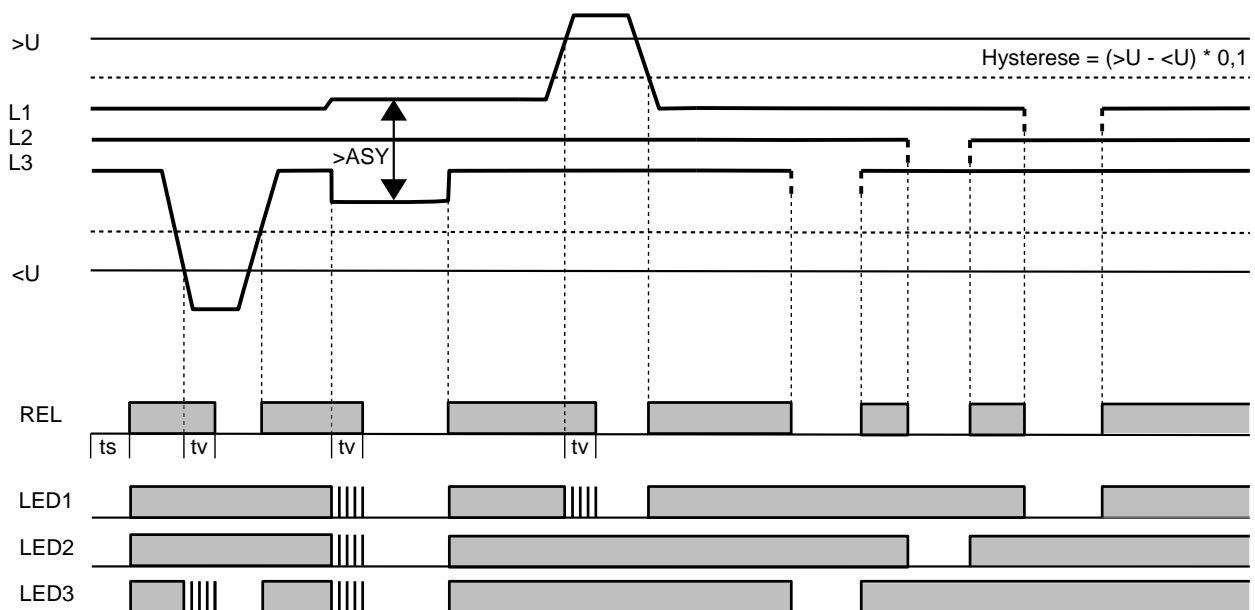 >U
Hysterese = (>U - <U) * 0,1
L1
L2
L3
>ASY
<U
REL
ts
tv
tv
tv
LED1
LED2
LED3